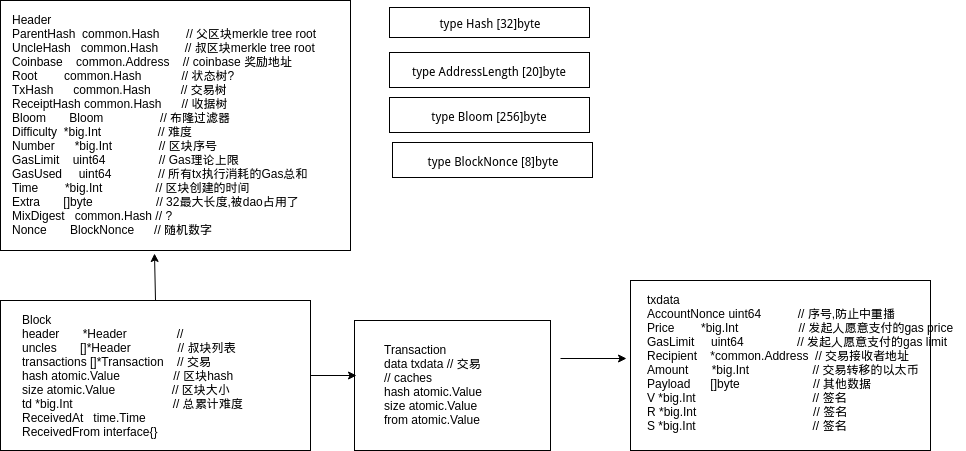 Header
ParentHash common.Hash // 父区块merkle tree root
UncleHash common.Hash // 叔区块merkle tree root
Coinbase common.Address // coinbase 奖励地址
Root common.Hash // 状态树?
TxHash common.Hash // 交易树
ReceiptHash common.Hash // 收据树
Bloom Bloom // 布隆过滤器
Difficulty *big.Int // 难度
Number *big.Int // 区块序号
GasLimit uint64 // Gas理论上限
GasUsed uint64 // 所有tx执行消耗的Gas总和
Time *big.Int // 区块创建的时间
Extra []byte // 32最大长度,被dao占用了
MixDigest common.Hash // ?
Nonce BlockNonce // 随机数字
type Hash [32]byte
type AddressLength [20]byte
type Bloom [256]byte
type BlockNonce [8]byte
Block
header *Header //
uncles []*Header // 叔块列表
transactions []*Transaction // 交易
hash atomic.Value // 区块hash
size atomic.Value // 区块大小
td *big.Int // 总累计难度
ReceivedAt time.Time
ReceivedFrom interface{}
Transaction
data txdata // 交易
// caches
hash atomic.Value
size atomic.Value
from atomic.Value
txdata
AccountNonce uint64 // 序号,防止中重播
Price *big.Int // 发起人愿意支付的gas price
GasLimit uint64 // 发起人愿意支付的gas limit
Recipient *common.Address // 交易接收者地址
Amount *big.Int // 交易转移的以太币
Payload []byte // 其他数据
V *big.Int // 签名
R *big.Int // 签名
S *big.Int // 签名